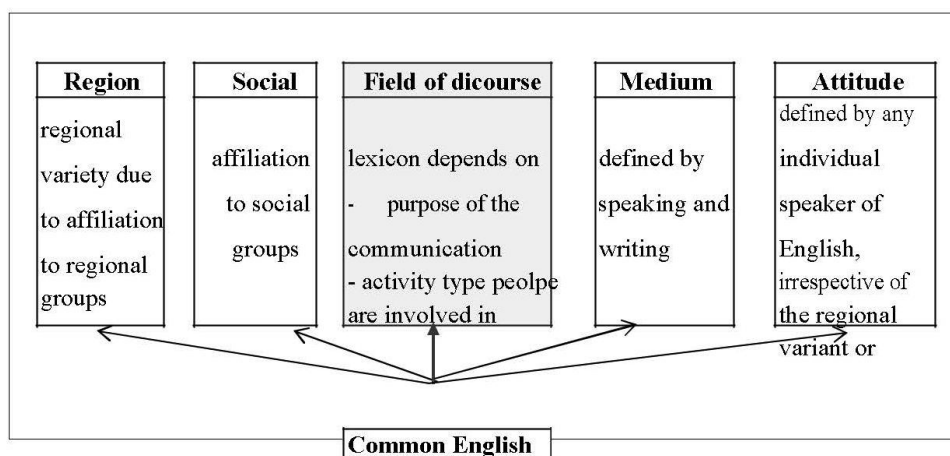 Region
regional
variety due
to affiliation
to regional
groups
Social
affiliation
to social
groups
Field of dicourse
lexicon depends on
- purpose of the
communication
- activity type peolpe
are involved in
Medium
defined by
speaking and
writing
Attitude
defined by any
individual
speaker of
English,
irrespective of
the regional
variant or
Common English